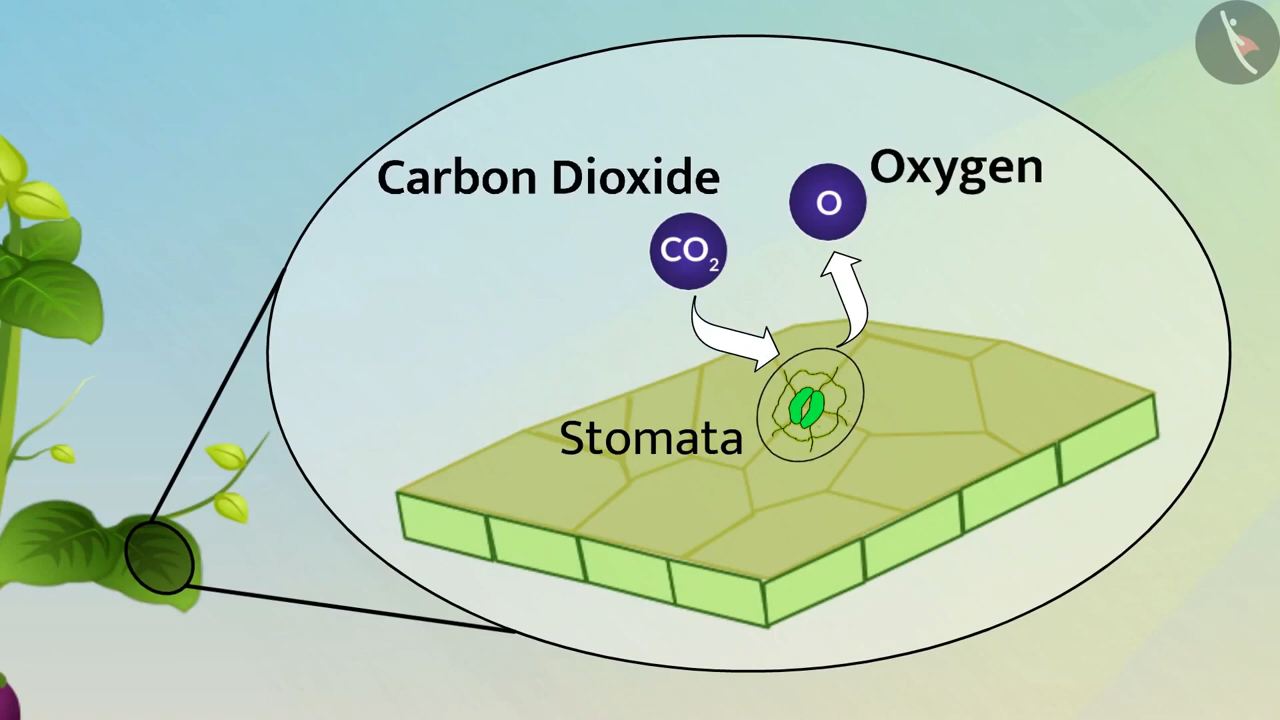 Carbon Dioxide
Oxygen
CO₂
O
Stomata